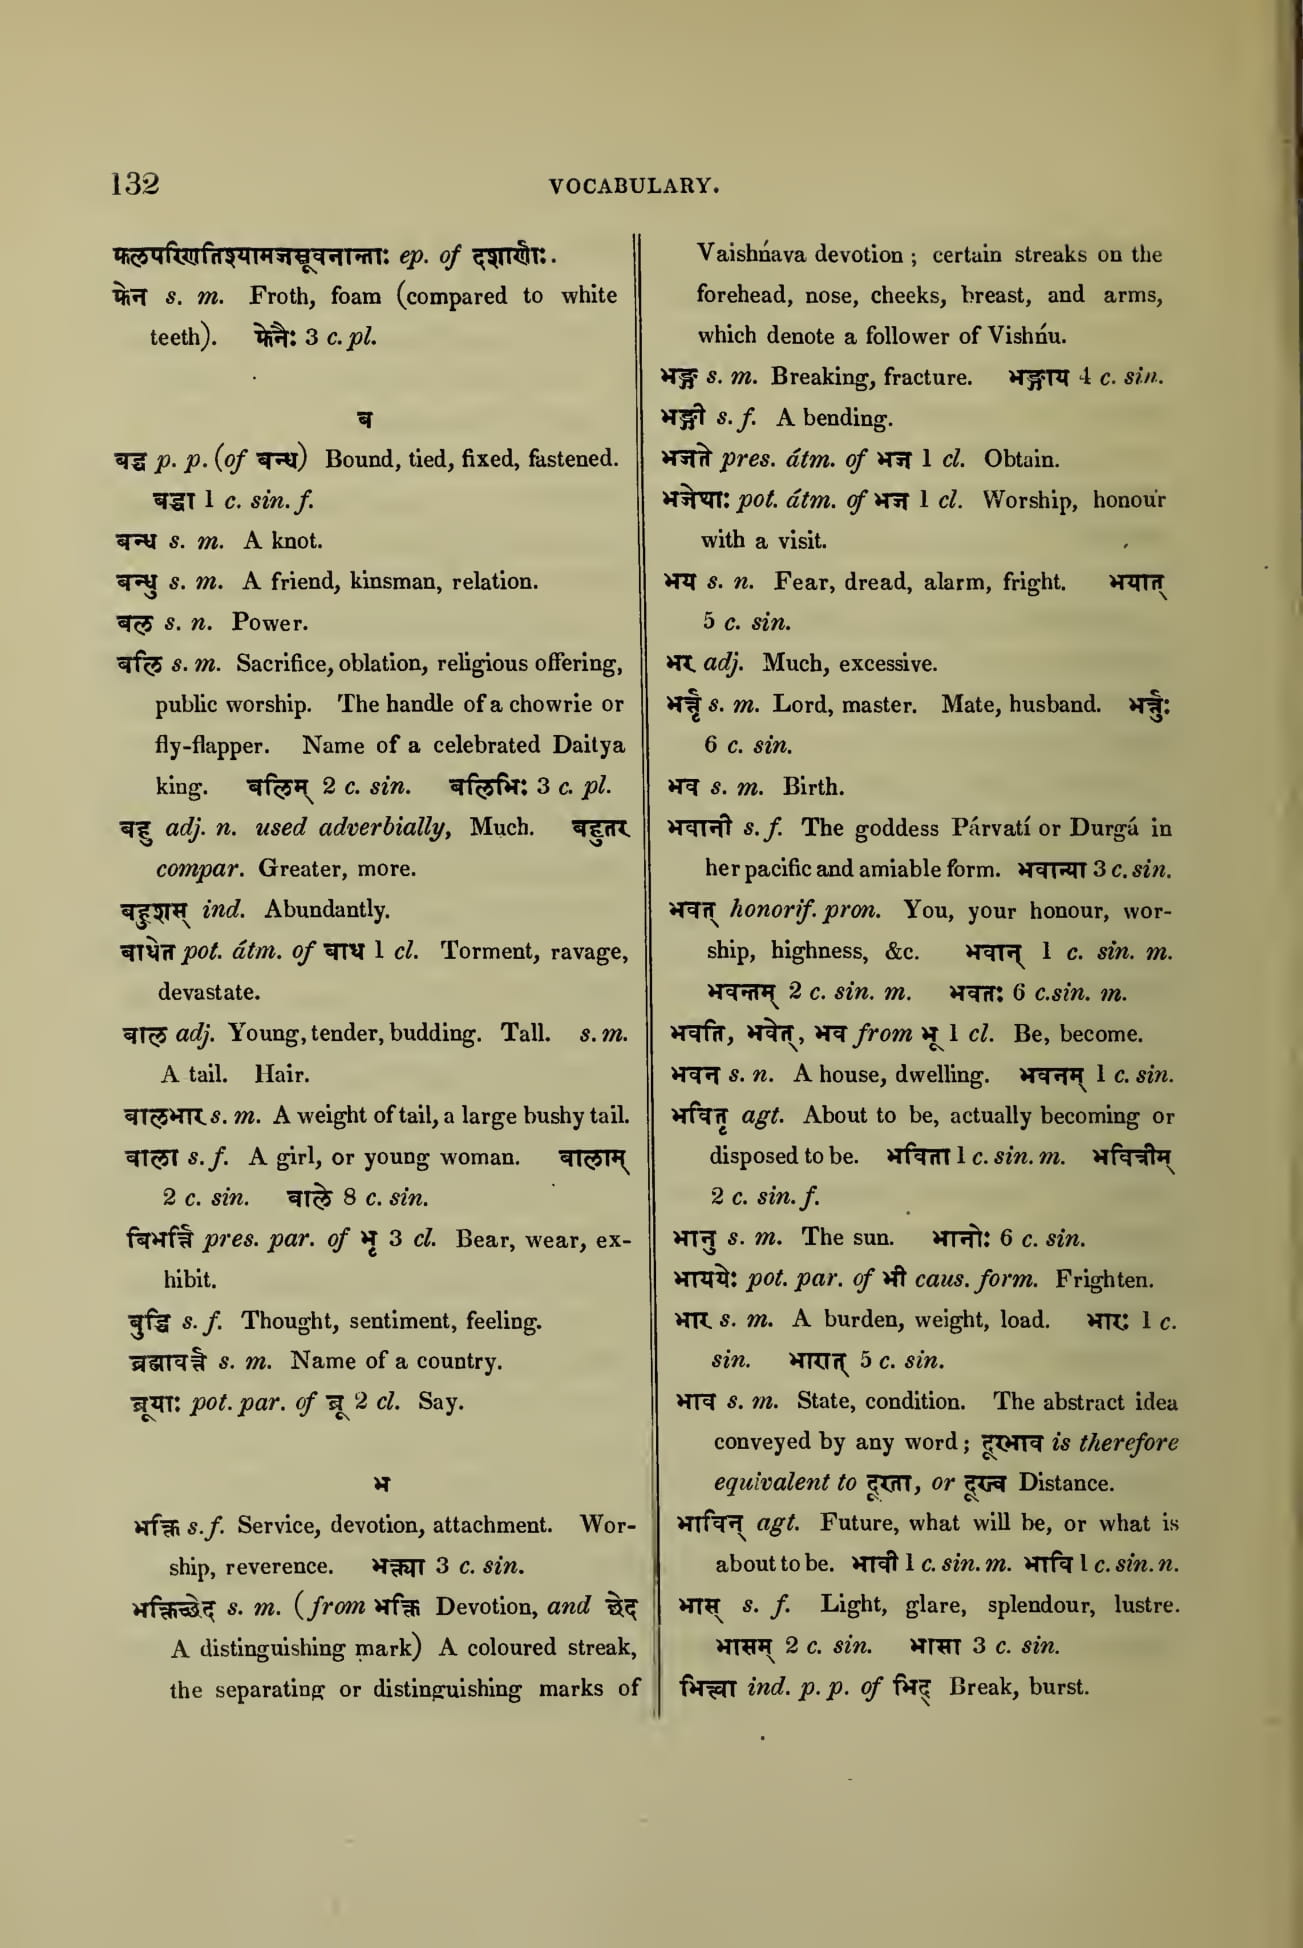 132
VOCABULARY.
फलपरिणतिश्यामजम्बूवनान्ताः ep. of दशार्णाः.
फेन s. m. Froth, foam (compared to white
teeth). फेनैः 3 c. pl.
ब
बद्ध p. p. (of बन्ध) Bound, tied, fixed, fastened.
बद्धा 1 c. sin. f.
बन्ध s. m. A knot.
बन्धु s. m. A friend, kinsman, relation.
बल s. n. Power.
बलि s. m. Sacrifice, oblation, religious offering,
public worship. The handle of a chowrie or
fly-flapper. Name of a celebrated Daitya
king. बलिम् 2 c. sin. बलिभिः 3 c. pl.
बहु adj. n. used adverbially, Much. बहुतर
compar. Greater, more.
बहुशस् ind. Abundantly.
बाधेत pot. átm. of बाध 1 cl. Torment, ravage,
devastate.
बाल adj. Young, tender, budding. Tall. s. m.
A tail. Hair.
बालभार s. m. A weight of tail, a large bushy tail.
बाला s. f. A girl, or young woman. बालाम्
2 c. sin. बाले 8 c. sin.
बिभर्त्ति pres. par. of भृ 3 cl. Bear, wear, ex-
hibit.
बुद्धि s. f. Thought, sentiment, feeling.
ब्रह्मावर्त्त s. m. Name of a country.
ब्रूयाः pot. par. of ब्रू 2 cl. Say.
भ
भक्ति s. f. Service, devotion, attachment. Wor-
ship, reverence. भक्त्या 3 c. sin.
भक्तिच्छेद s. m. (from भक्ति Devotion, and छेद
A distinguishing mark) A coloured streak,
the separating or distinguishing marks of
Vaishńava devotion ; certain streaks on the
forehead, nose, cheeks, breast, and arms,
which denote a follower of Vishńu.
भङ्ग s. m. Breaking, fracture. भङ्गाय 4 c. sin.
भङ्गी s. f. A bending.
भजते pres. átm. of भज 1 cl. Obtain.
भजेथाः pot. átm. of भज 1 cl. Worship, honour
with a visit.
भय s. n. Fear, dread, alarm, fright. भयात्
5 c. sin.
भर adj. Much, excessive.
भर्त्तृ s. m. Lord, master. Mate, husband. भर्त्तुः
6 c. sin.
भव s. m. Birth.
भवानी s. f. The goddess Párvatí or Durgá in
her pacific and amiable form. भवान्या 3 c. sin.
भवत् honorif. pron. You, your honour, wor-
ship, highness, &c. भवान् 1 c. sin. m.
भवन्तम् 2 c. sin. m. भवतः 6 c. sin. m.
भवति, भवेत्, भव from भू 1 cl. Be, become.
भवन s. n. A house, dwelling. भवनम् 1 c. sin.
भवितृ agt. About to be, actually becoming or
disposed to be. भविता 1 c. sin. m. भवित्रीम्
2 c. sin. f.
भानु s. m. The sun. भानोः 6 c. sin.
भाययेः pot. par. of भी caus. form. Frighten.
भार s. m. A burden, weight, load. भारः 1 c.
sin. भारात् 5 c. sin.
भाव s. m. State, condition. The abstract idea
conveyed by any word ; दूरभाव is therefore
equivalent to दूरता, or दूरत्व Distance.
भाविन् agt. Future, what will be, or what is
about to be. भावी 1 c. sin. m. भावि 1 c. sin. n.
भास् s. f. Light, glare, splendour, lustre.
भासम् 2 c. sin. भासा 3 c. sin.
भित्त्वा ind. p. p. of भिद् Break, burst.